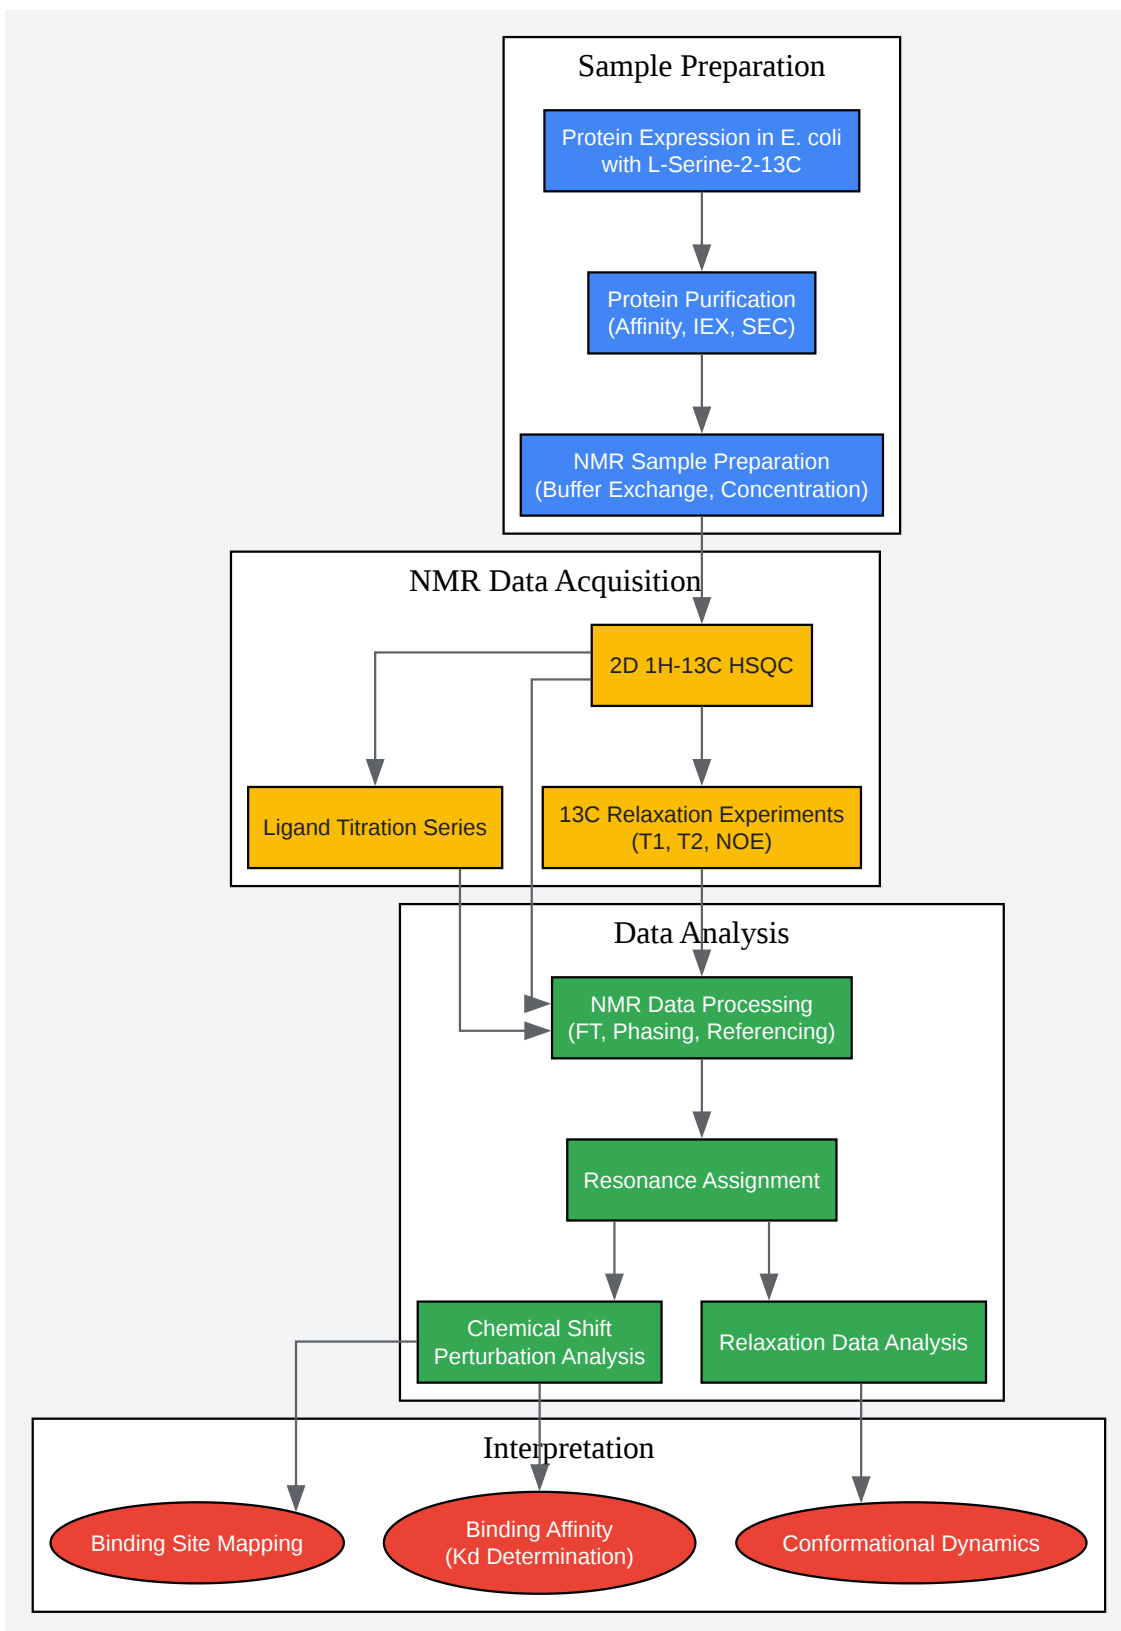 Sample Preparation
Protein Expression in E. coli
with L-Serine-2-13C
Protein Purification
(Affinity, IEX, SEC)
NMR Sample Preparation
(Buffer Exchange, Concentration)
NMR Data Acquisition
2D 1H-13C HSQC
Ligand Titration Series
13C Relaxation Experiments
(T1, T2, NOE)
Data Analysis
NMR Data Processing
(FT, Phasing, Referencing)
Resonance Assignment
Chemical Shift
Perturbation Analysis
Relaxation Data Analysis
Interpretation
Binding Site Mapping
Binding Affinity
(Kd Determination)
Conformational Dynamics